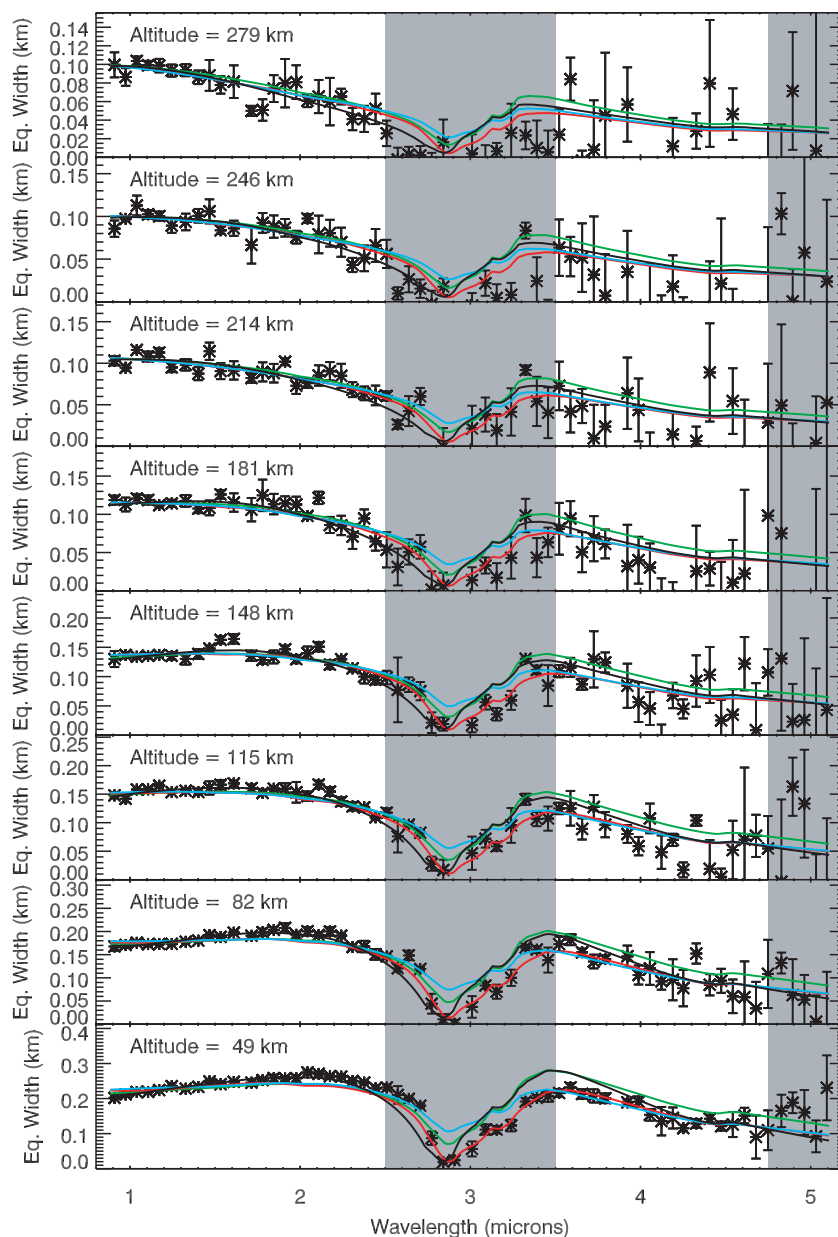 Altitude = 279 km
Eq. Width (km)
0.14
0.12
0.10
0.08
0.06
0.04
0.02
0.00
Altitude = 246 km
Eq. Width (km)
0.15
0.10
0.05
0.00
Altitude = 214 km
Eq. Width (km)
0.15
0.10
0.05
0.00
Altitude = 181 km
Eq. Width (km)
0.15
0.10
0.05
0.00
Altitude = 148 km
Eq. Width (km)
0.20
0.15
0.10
0.05
0.00
Altitude = 115 km
Eq. Width (km)
0.25
0.20
0.15
0.10
0.05
0.00
Altitude = 82 km
Eq. Width (km)
0.30
0.25
0.20
0.15
0.10
0.05
0.00
Altitude = 49 km
Eq. Width (km)
0.4
0.3
0.2
0.1
0.0
1 2 3 4 5
Wavelength (microns)